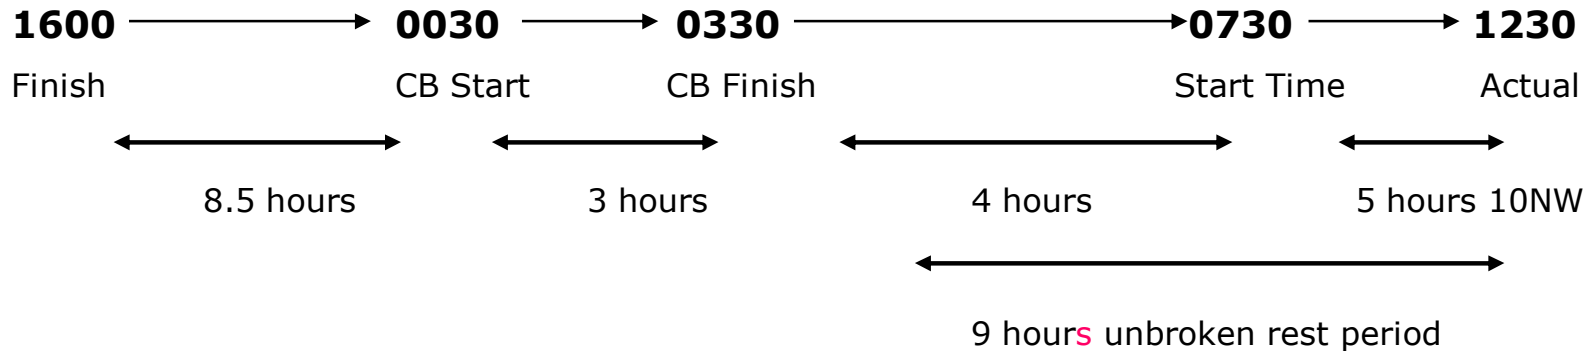 1600 0030 0330 0730 1230
Finish CB Start CB Finish Start Time Actual
8.5 hours 3 hours 4 hours 5 hours 10NW
9 hours unbroken rest period